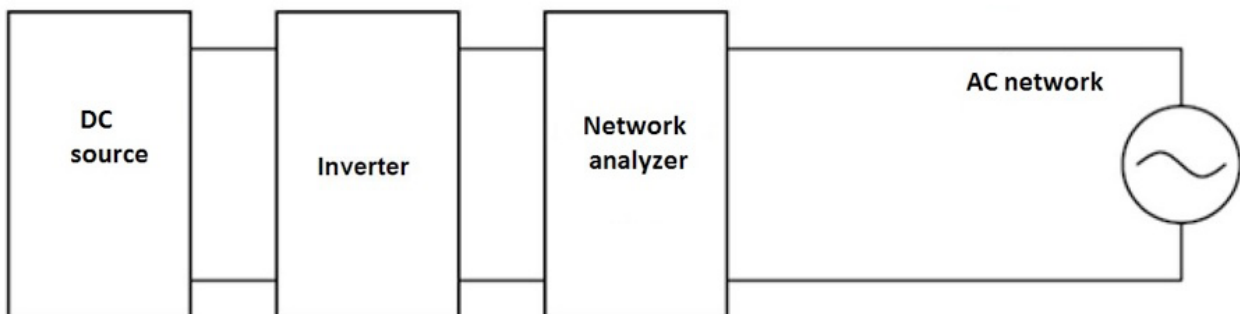 DC
source
Inverter
Network
analyzer
AC network